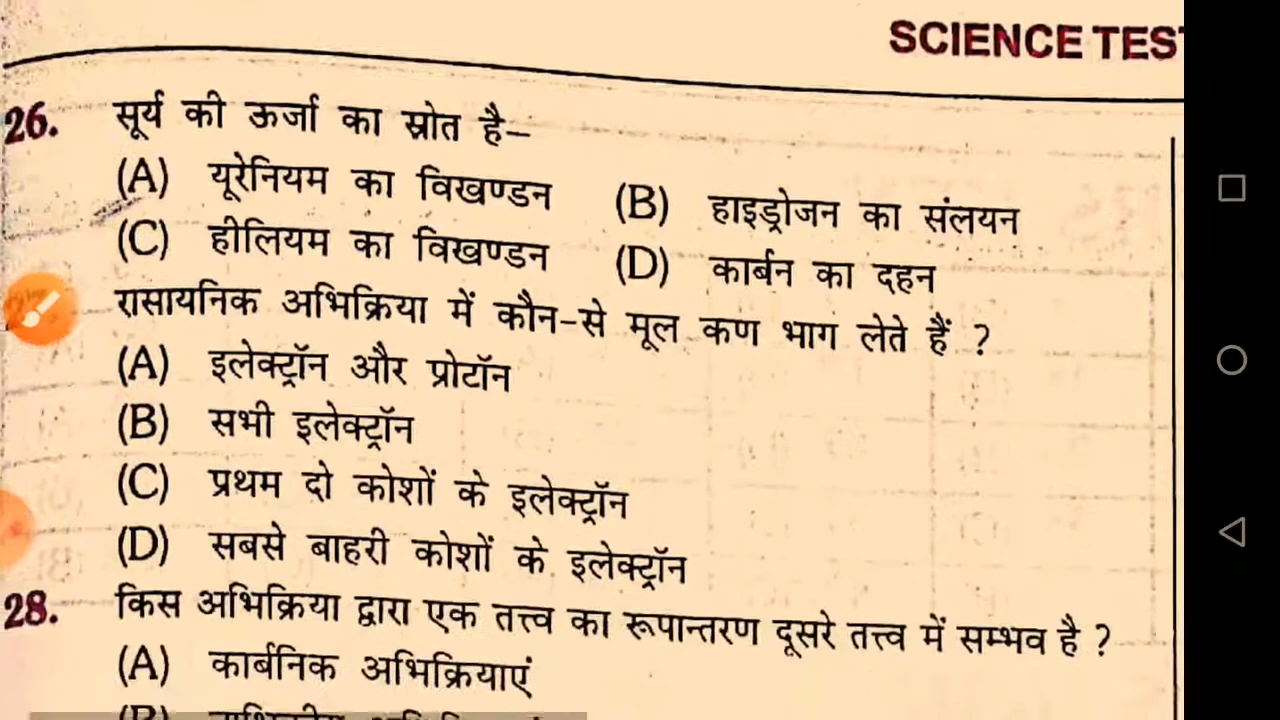 SCIENCE TES
26. सूर्य की ऊर्जा का स्रोत है–
(A) यूरेनियम का विखण्डन (B) हाइड्रोजन का संलयन
(C) हीलियम का विखण्डन (D) कार्बन का दहन
रासायनिक अभिक्रिया में कौन-से मूल कण भाग लेते हैं ?
(A) इलेक्ट्रॉन और प्रोटॉन
(B) सभी इलेक्ट्रॉन
(C) प्रथम दो कोशों के इलेक्ट्रॉन
(D) सबसे बाहरी कोशों के इलेक्ट्रॉन
28. किस अभिक्रिया द्वारा एक तत्त्व का रूपान्तरण दूसरे तत्त्व में सम्भव है ?
(A) कार्बनिक अभिक्रियाएं